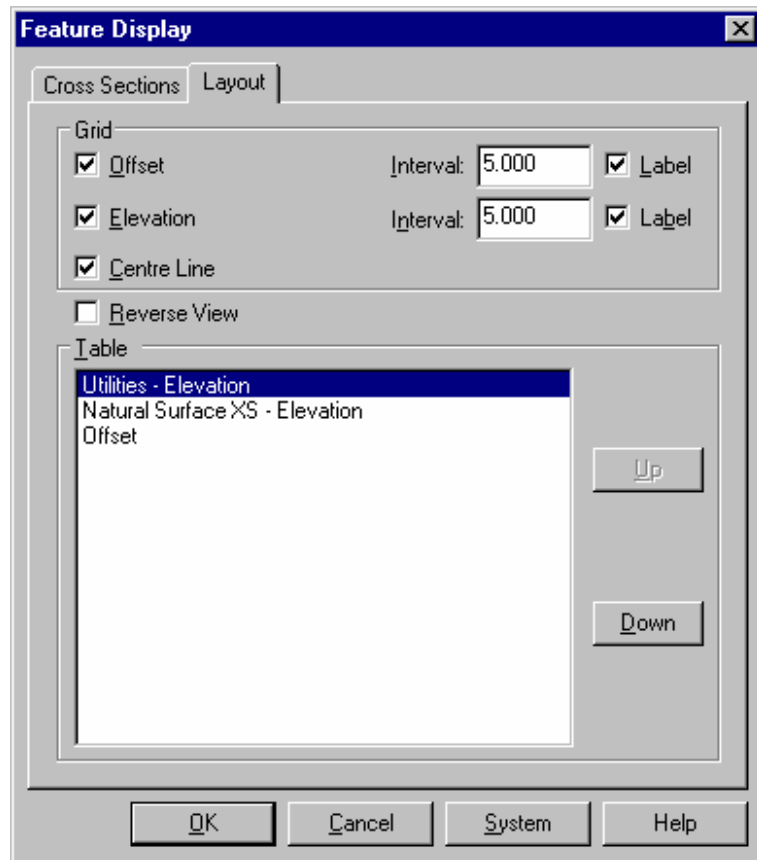 Feature Display
Cross Sections Layout
Grid
Offset Interval: 5.000 Label
Elevation Interval: 5.000 Label
Centre Line
Reverse View
Table
Utilities - Elevation
Natural Surface XS - Elevation
Offset
Up
Down
OK Cancel System Help